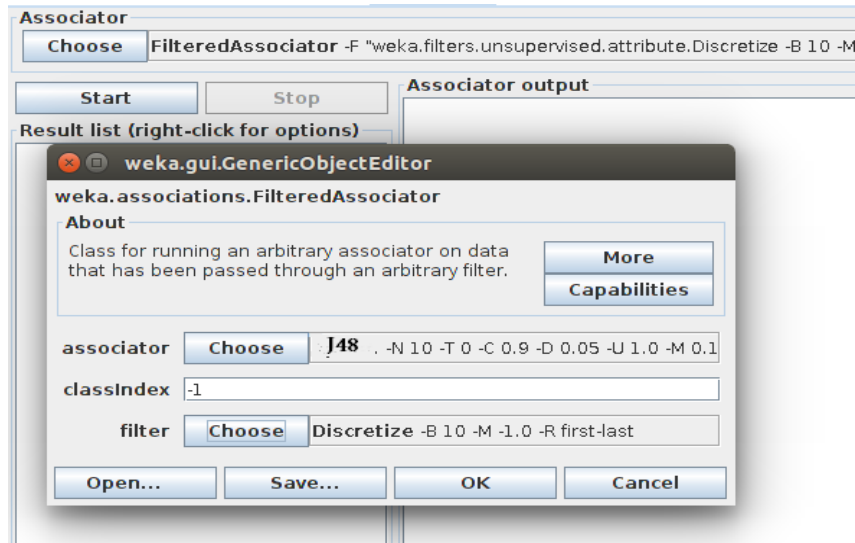 Associator
Choose FilteredAssociator -F "weka.filters.unsupervised.attribute.Discretize -B 10 -M
Start Stop
Associator output
Result list (right-click for options)
weka.gui.GenericObjectEditor
weka.associations.FilteredAssociator
About
Class for running an arbitrary associator on data
that has been passed through an arbitrary filter.
More
Capabilities
associator Choose J48 . -N 10 -T 0 -C 0.9 -D 0.05 -U 1.0 -M 0.1
classIndex -1
filter Choose Discretize -B 10 -M -1.0 -R first-last
Open... Save... OK Cancel